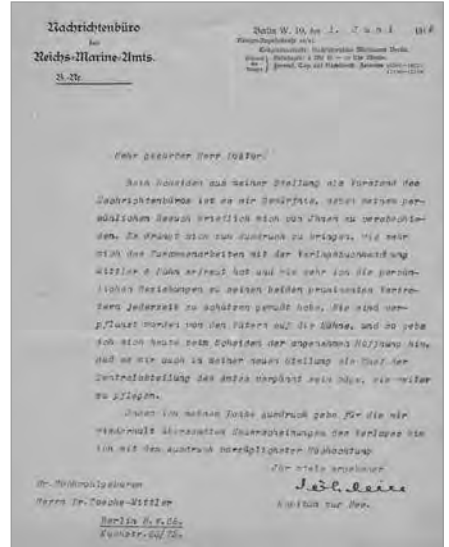 Nachrichtenbüro
des
Reichs-Marine-Amts.
B.-Nr.
Berlin W. 10, den 1. Juni
Sehr geehrter Herr Doktor!
Beim Scheiden aus meiner Stellung als Vorstand des
Nachrichtenbüros ist es mir Bedürfnis, neben meinem per-
sönlichen Besuch brieflich mich von Ihnen zu verabschie-
den. Es drängt mich zum Ausdruck zu bringen, wie sehr
mich das Zusammenarbeiten mit der Verlagsbuchhandlung
Mittler & Sohn erfreut hat und wie sehr ich die persön-
lichen Beziehungen zu seinen beiden prominenten Vertre-
tern jederzeit zu schätzen gewußt habe. Sie sind ver-
pflanzt worden von den Vätern auf die Söhne, und so gebe
ich mich heute beim Scheiden der angenehmen Hoffnung hin,
daß es mir auch in meiner neuen Stellung als Chef der
Zentralabteilung des Amtes vergönnt sein möge, sie weiter
zu pflegen.
Indem ich meinem Danke Ausdruck gebe für die mir
wiederholt übersandten Neuerscheinungen des Verlages bin
ich mit dem Ausdruck vorzüglichster Hochachtung
Ihr stets ergebener
Kapitän zur See.
Sr. Hochwohlgeboren
Herrn Dr. Toeche-Mittler
Berlin S.W.68.
Kochstr. 68/71.